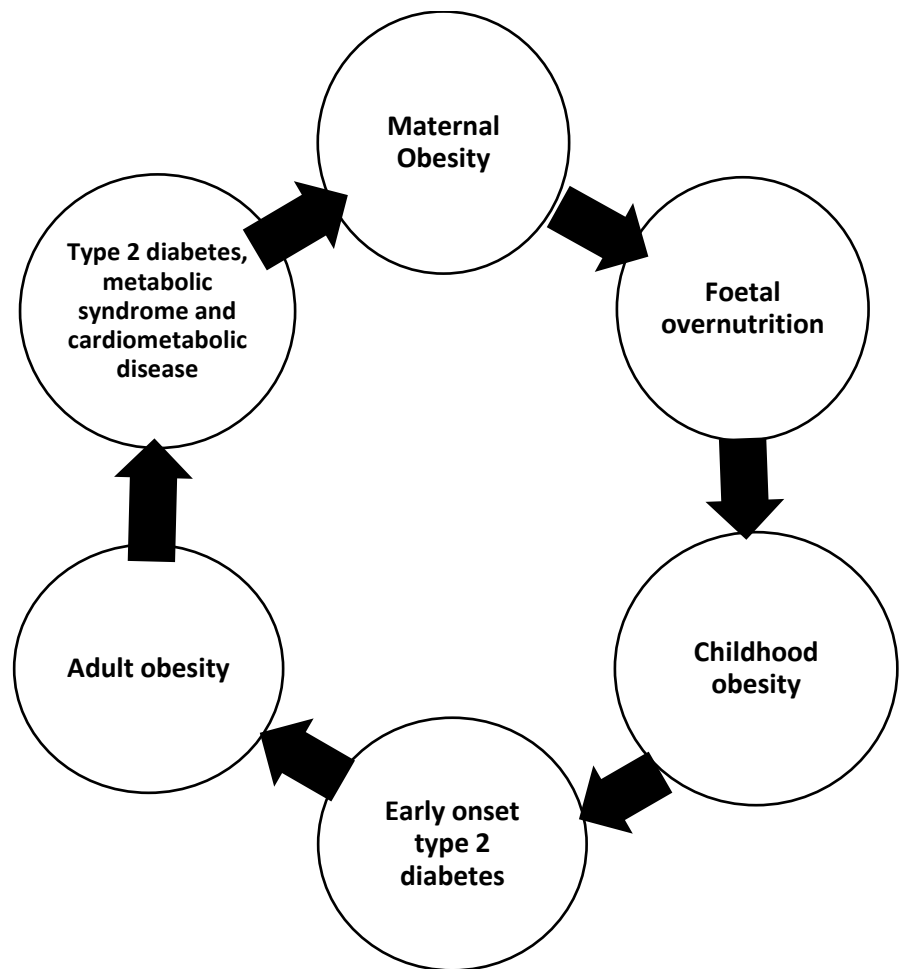 Maternal
Obesity
Foetal
overnutrition
Childhood
obesity
Early onset
type 2
diabetes
Adult obesity
Type 2 diabetes,
metabolic
syndrome and
cardiometabolic
disease